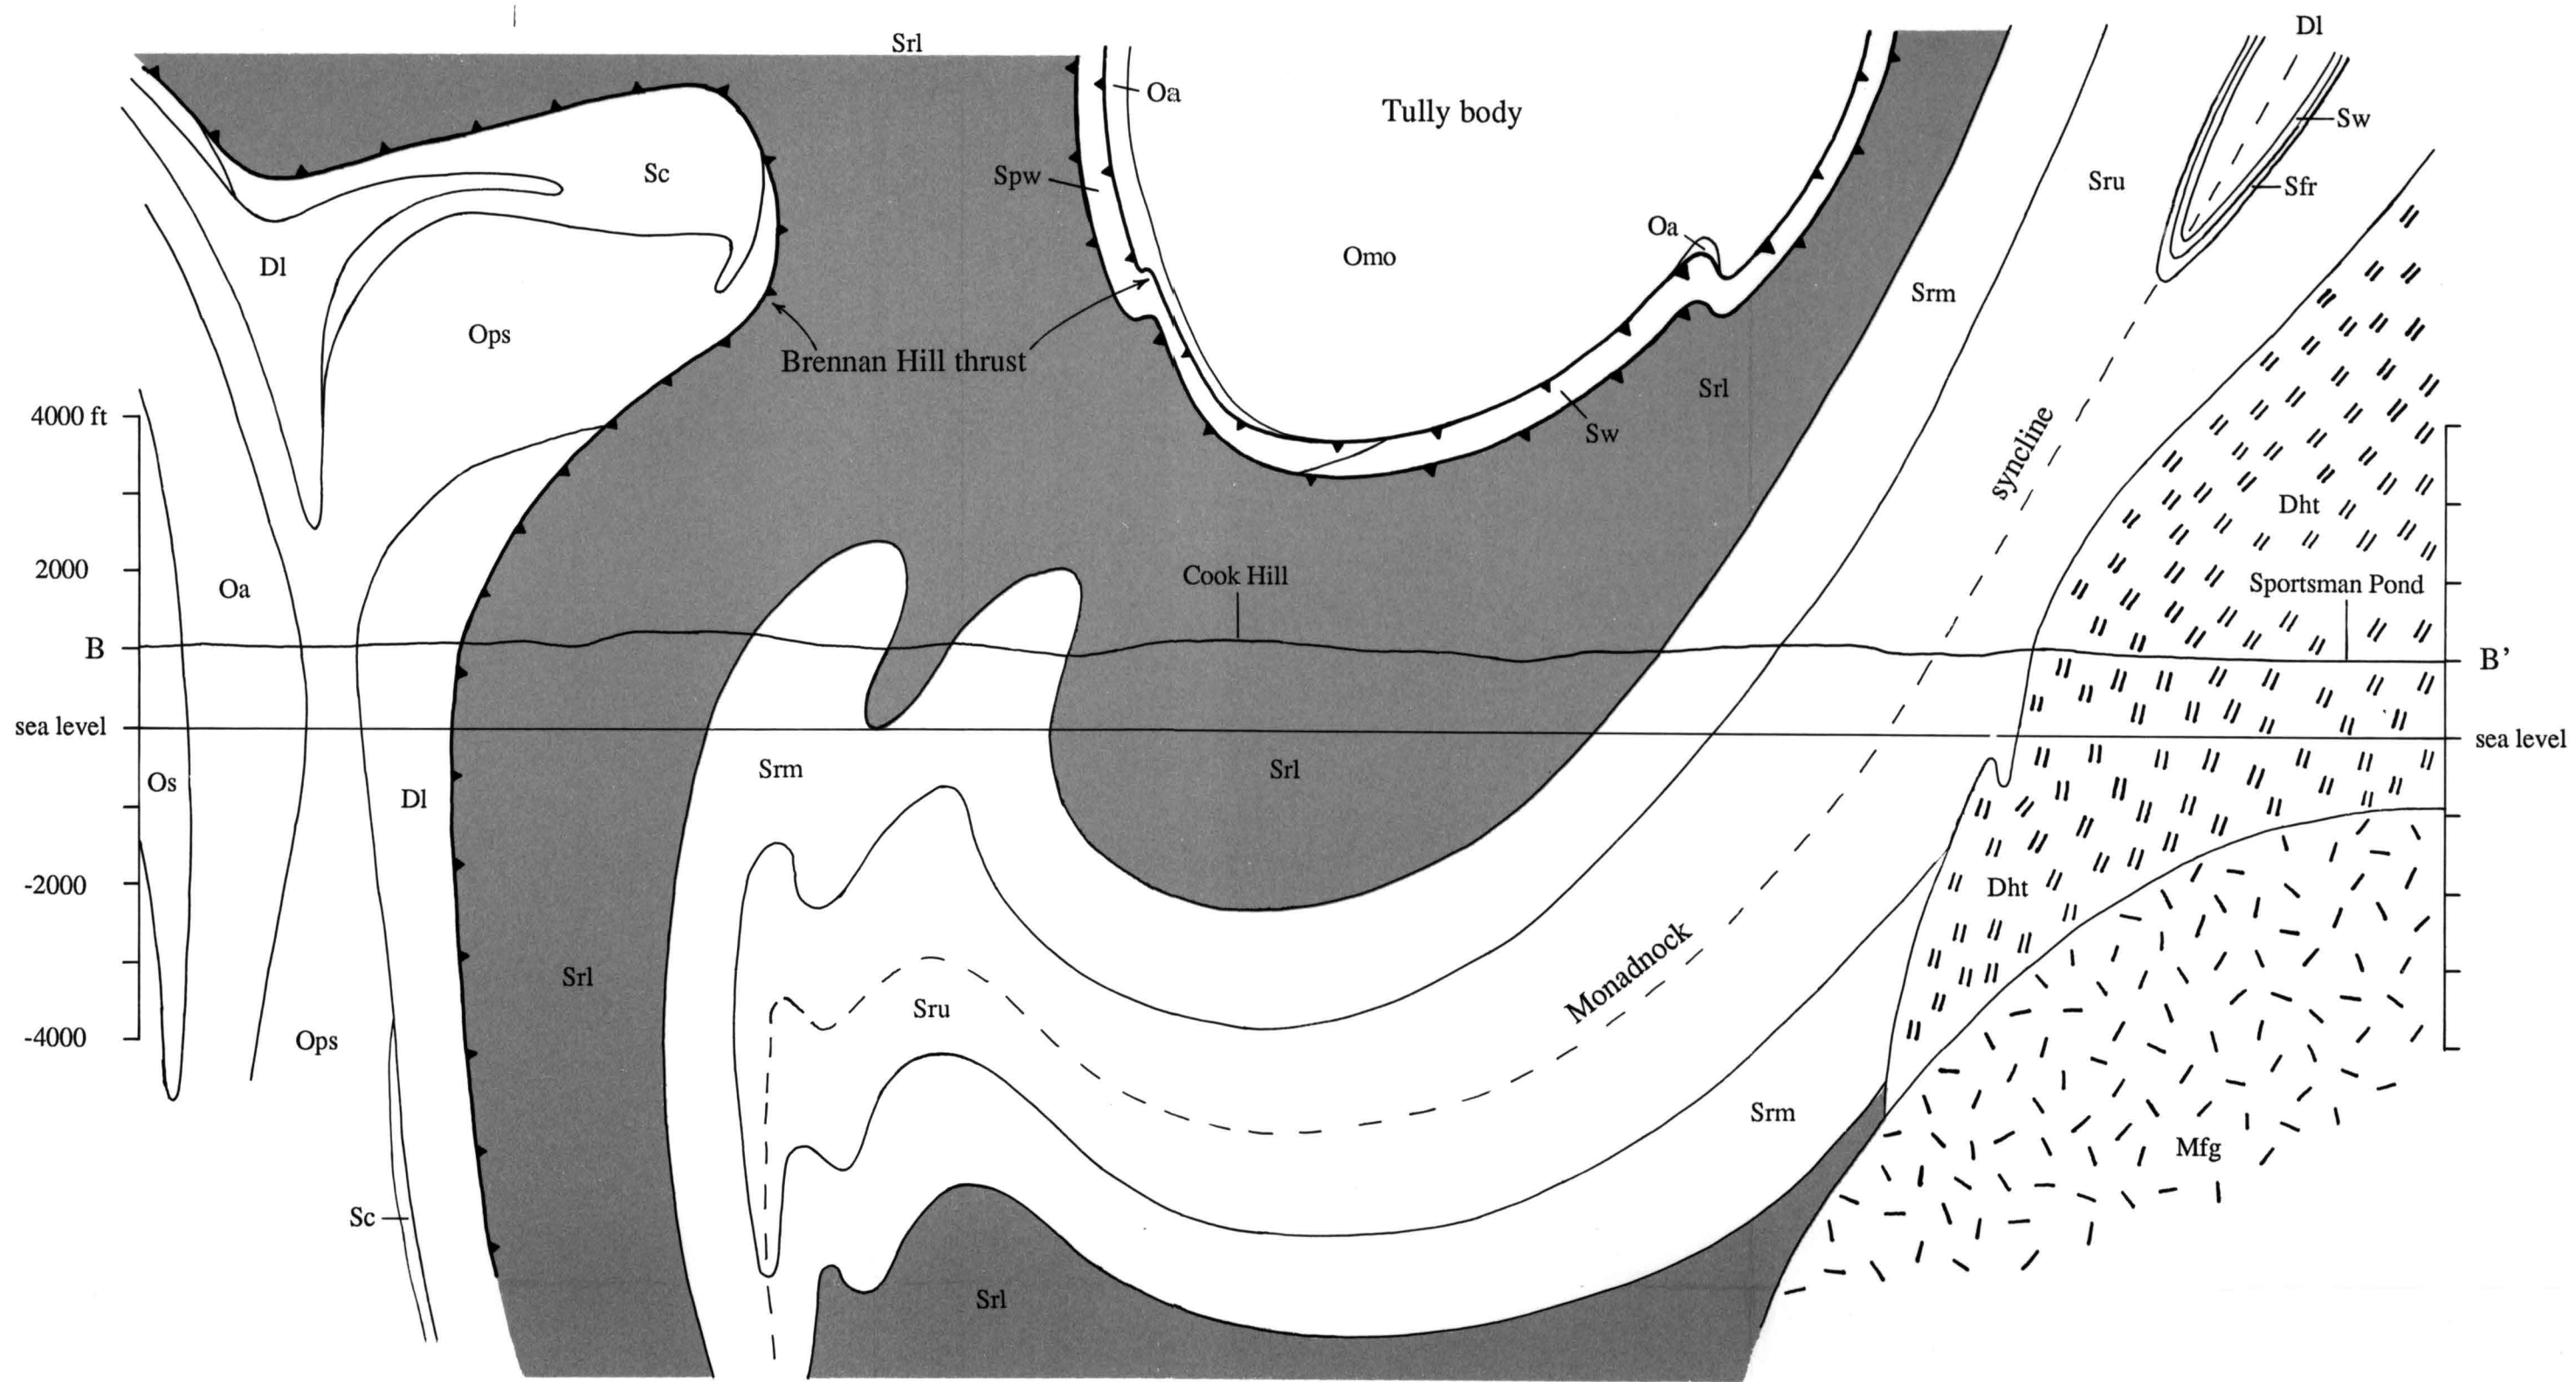 Srl
Dl
Oa
Tully body
Sw
Sc
Spw
Sru
Sfr
Oa
Dl
Omo
Srm
Ops
Brennan Hill thrust
Srl
4000 ft
Sw
syncline
Dht
2000
Oa
Cook Hill
Sportsman Pond
B
B’
sea level
sea level
Os
Srm
Srl
Dl
-2000
Dht
Monadnock
Srl
Sru
-4000
Ops
Srm
Mfg
Sc
Srl